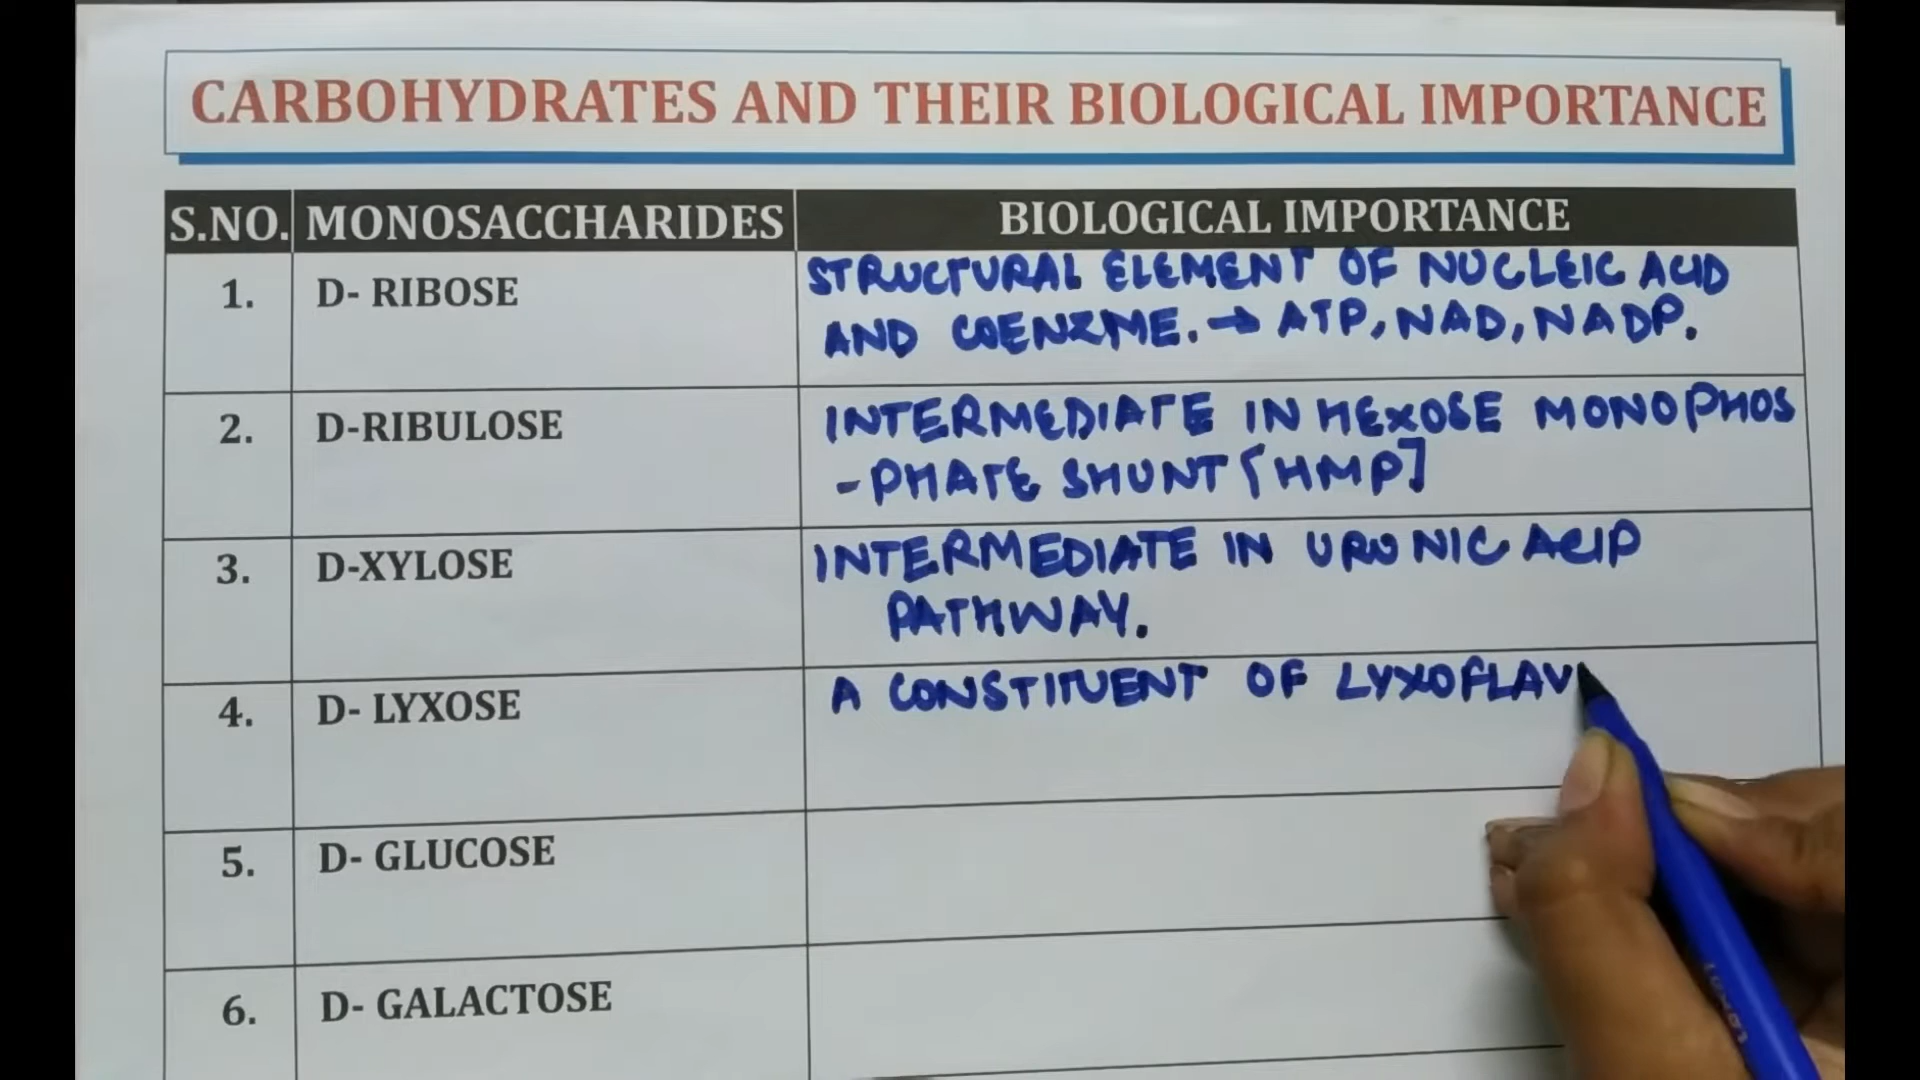 CARBOHYDRATES AND THEIR BIOLOGICAL IMPORTANCE
S.NO. MONOSACCHARIDES BIOLOGICAL IMPORTANCE
1. D- RIBOSE STRUCTURAL ELEMENT OF NUCLEIC ACID
AND COENZME. → ATP, NAD, NADP.
2. D-RIBULOSE INTERMEDIATE IN HEXOSE MONOPHOS
-PHATE SHUNT [HMP]
3. D-XYLOSE INTERMEDIATE IN URONIC ACID
PATHWAY.
4. D- LYXOSE A CONSTITUENT OF LYXOFLAV
5. D- GLUCOSE
6. D- GALACTOSE